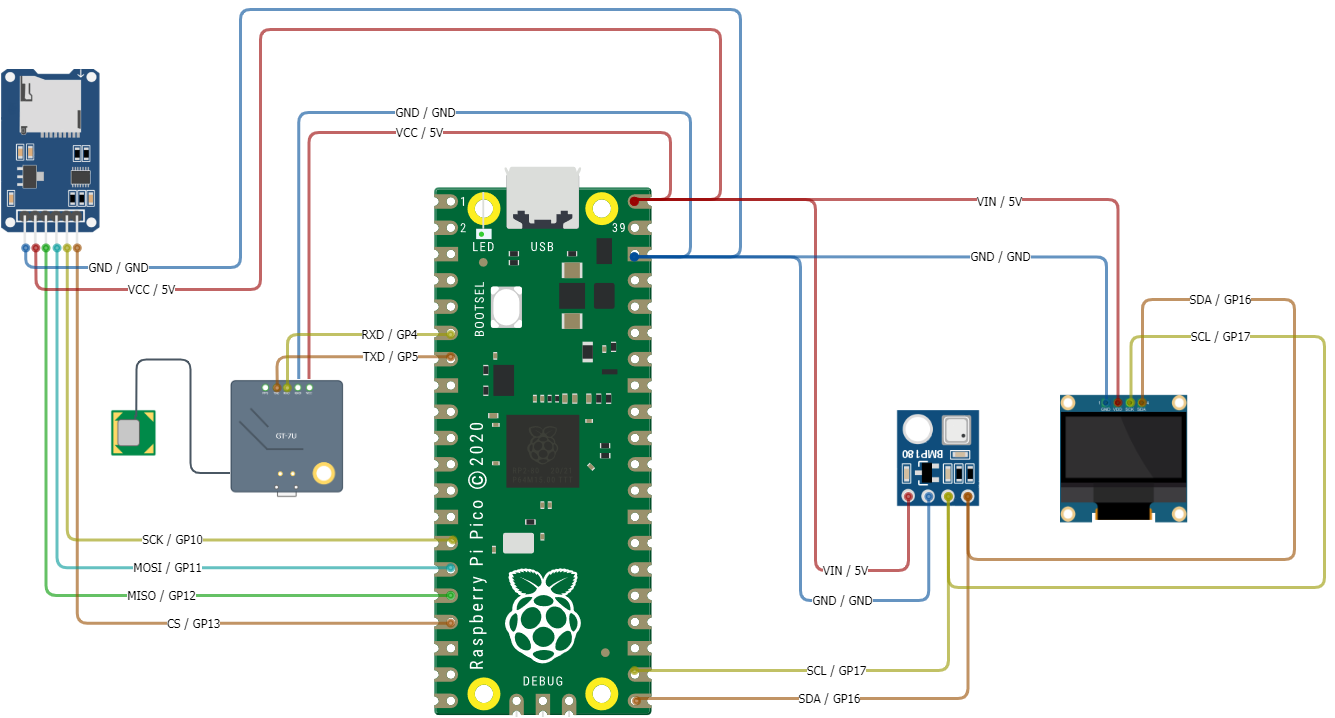 GND / GND
VCC / 5V
1
2
39
LED
USB
VIN / 5V
GND / GND
GND / GND
VCC / 5V
BOOTSEL
SDA / GP16
SCL / GP17
RXD / GP4
TXD / GP5
GT-7U
BMP180
GND VDD SCK SDA
Raspberry Pi Pico © 2020
SCK / GP10
MOSI / GP11
MISO / GP12
CS / GP13
VIN / 5V
GND / GND
SCL / GP17
SDA / GP16
DEBUG